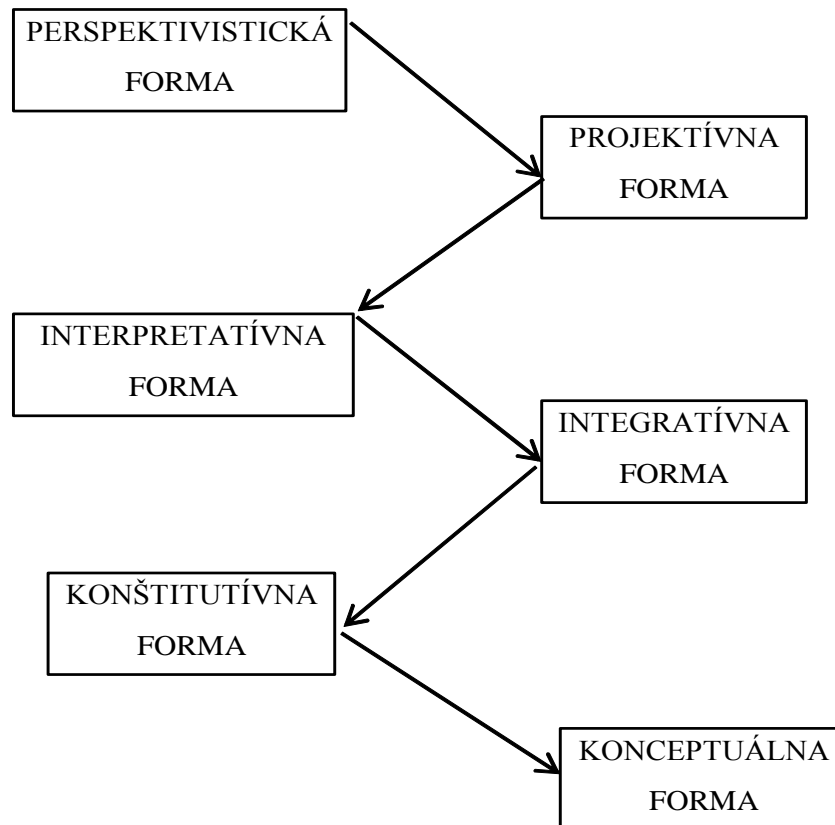 PERSPEKTIVISTICKÁ
FORMA
PROJEKTÍVNA
FORMA
INTERPRETATÍVNA
FORMA
INTEGRATÍVNA
FORMA
KONŠTITUTÍVNA
FORMA
KONCEPTUÁLNA
FORMA